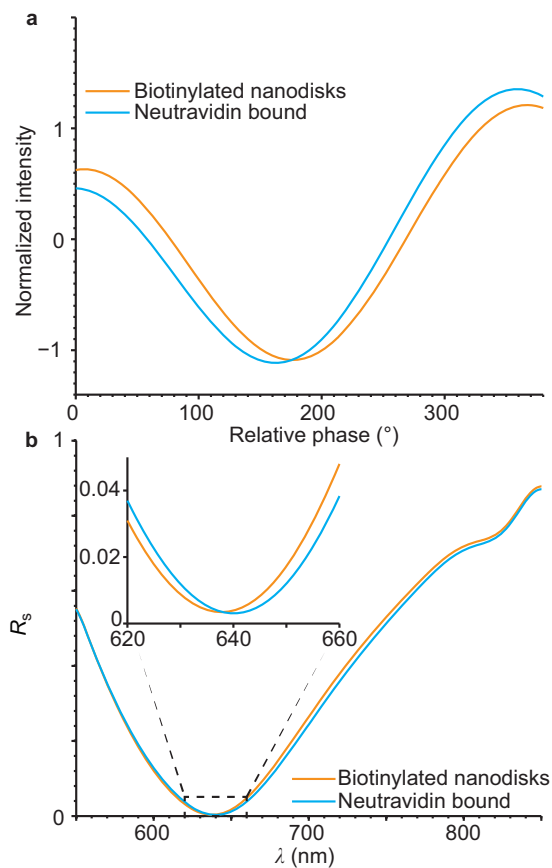 a
1
0
−1
Normalized intensity
Biotinylated nanodisks
Neutravidin bound
0 100 200 300
Relative phase (°)
b
1
0
R_s
0.04
0.02
0
620 640 660
Biotinylated nanodisks
Neutravidin bound
600 700 800
λ (nm)